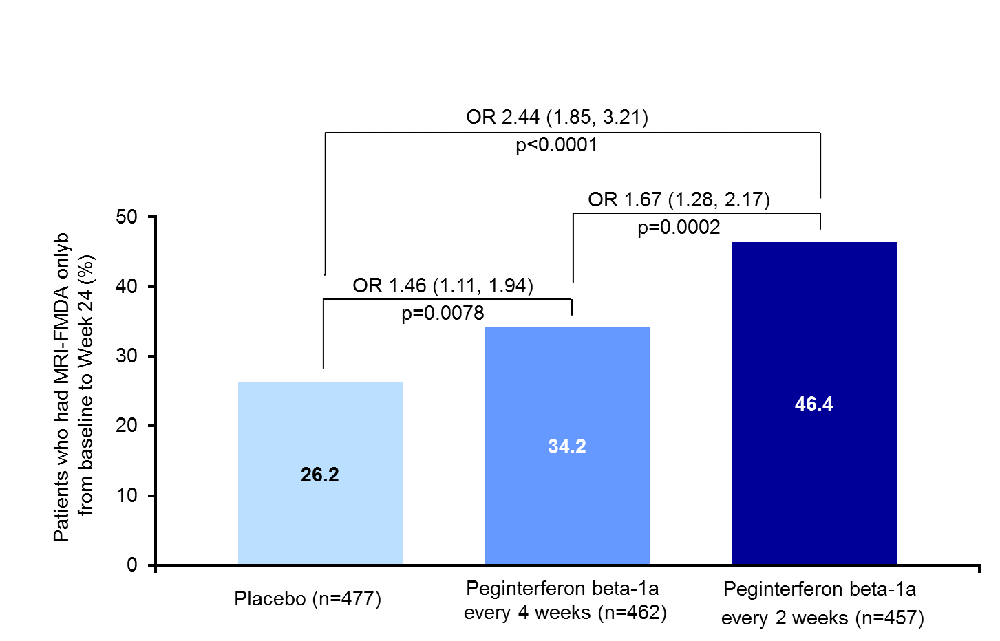 OR 2.44 (1.85, 3.21)
p<0.0001
OR 1.67 (1.28, 2.17)
p=0.0002
OR 1.46 (1.11, 1.94)
p=0.0078
Patients who had MRI-FMDA onlyb
from baseline to Week 24 (%)
50
40
30
20
10
0
26.2
34.2
46.4
Placebo (n=477)
Peginterferon beta-1a
every 4 weeks (n=462)
Peginterferon beta-1a
every 2 weeks (n=457)